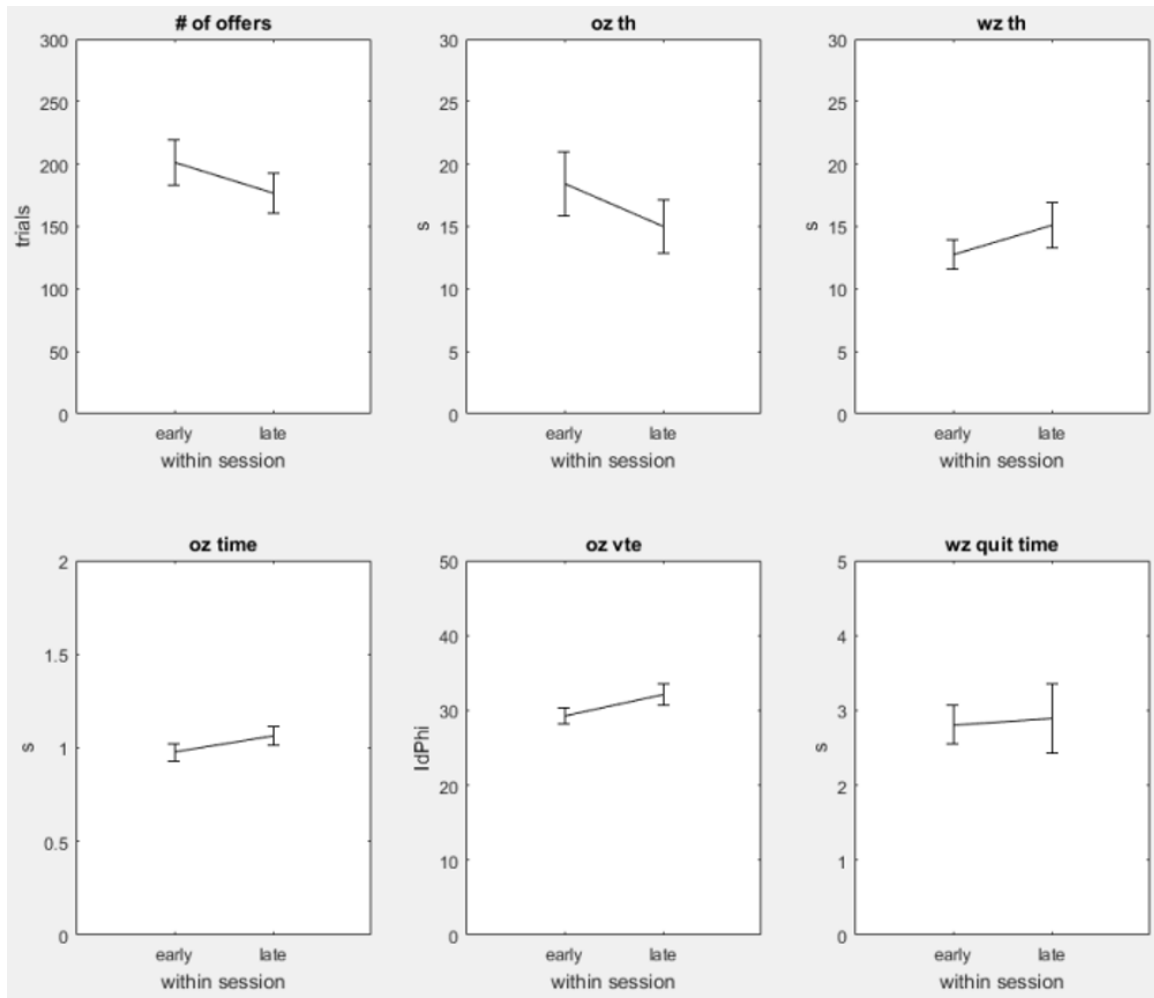 # of offers
300
250
200
150
100
50
0
trials
early late
within session
oz th
30
25
20
15
10
5
0
s
early late
within session
wz th
30
25
20
15
10
5
0
s
early late
within session
oz time
2
1.5
1
0.5
0
s
early late
within session
oz vte
50
40
30
20
10
0
IdPhi
early late
within session
wz quit time
5
4
3
2
1
0
s
early late
within session